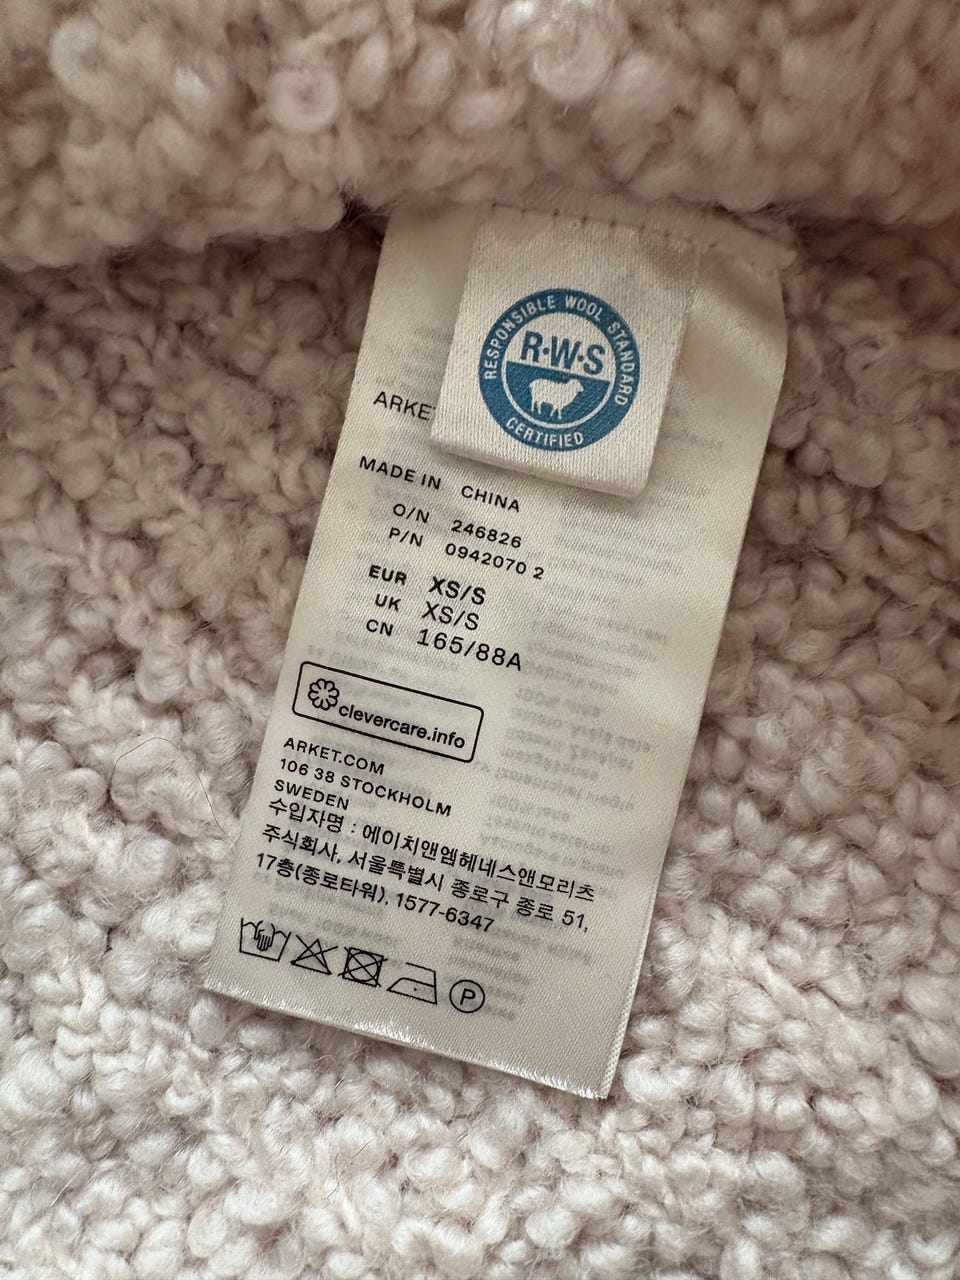 RESPONSIBLE WOOL STANDARD
R·W·S
CERTIFIED
ARKE
MADE IN CHINA
O/N 246826
P/N 0942070 2
EUR XS/S
UK XS/S
CN 165/88A
clevercare.info
ARKET.COM
106 38 STOCKHOLM
SWEDEN
수입자명 : 에이치앤엠헤네스앤모리츠
주식회사, 서울특별시 종로구 종로 51,
17층(종로타워), 1577-6347
P